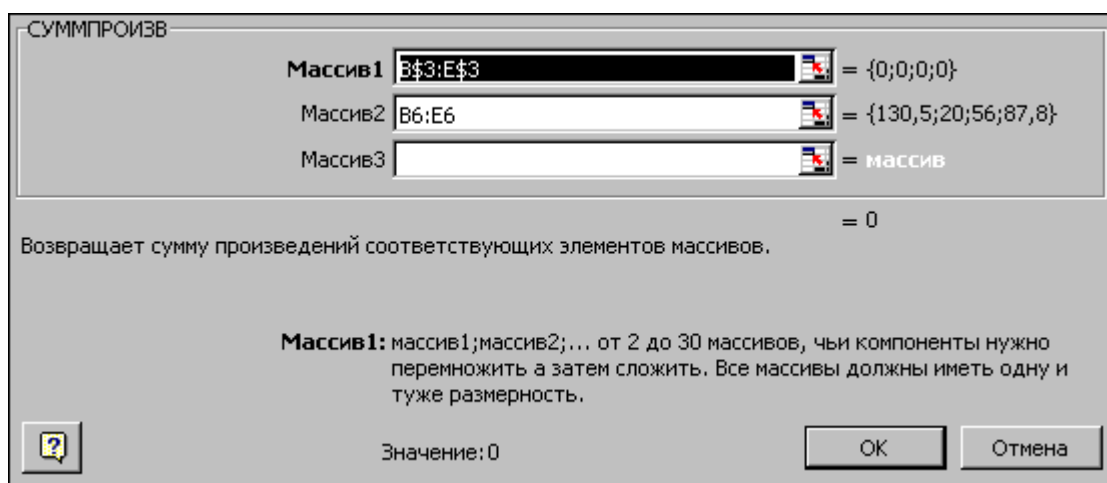 СУММПРОИЗВ
Массив1 B$3:E$3 = {0;0;0;0}
Массив2 B6:E6 = {130,5;20;56;87,8}
Массив3 = массив
= 0
Возвращает сумму произведений соответствующих элементов массивов.
Массив1: массив1;массив2;... от 2 до 30 массивов, чьи компоненты нужно
перемножить а затем сложить. Все массивы должны иметь одну и
туже размерность.
? Значение:0 OK Отмена